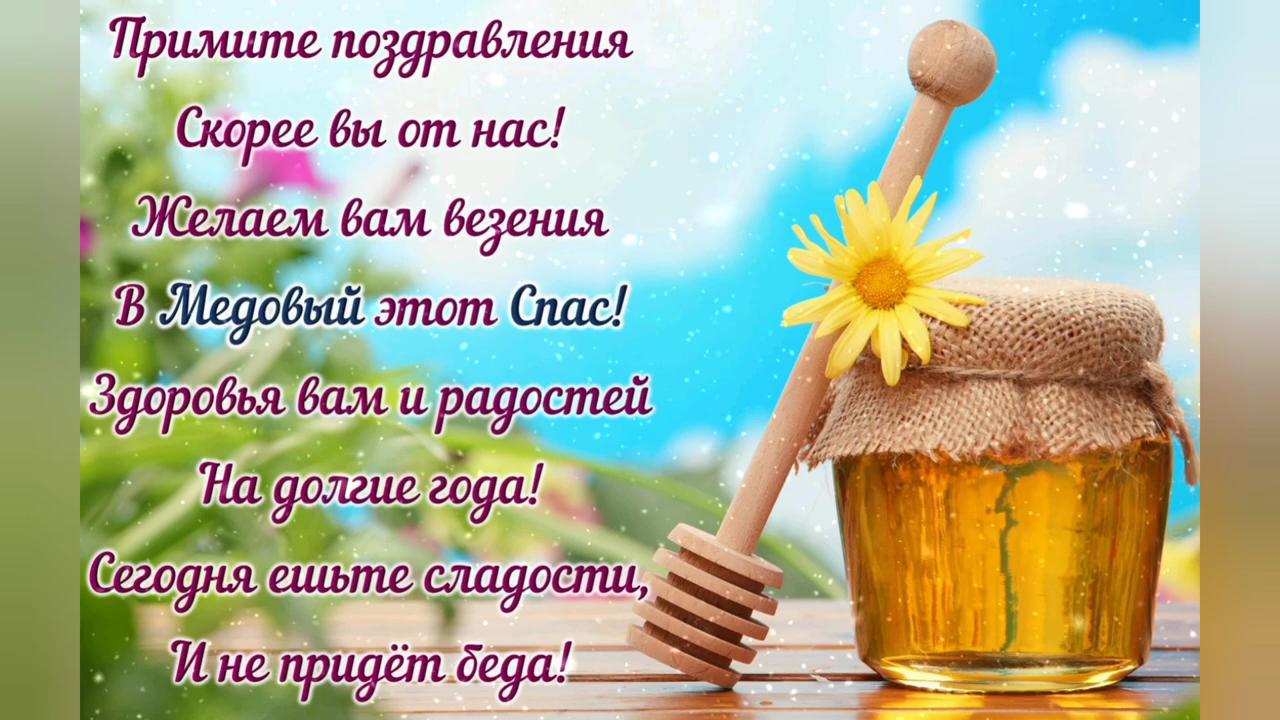 Примите поздравления
Скорее вы от нас!
Желаем вам везения
В Медовый этот Спас!
Здоровья вам и радостей
На долгие года!
Сегодня ешьте сладости,
И не придёт беда!